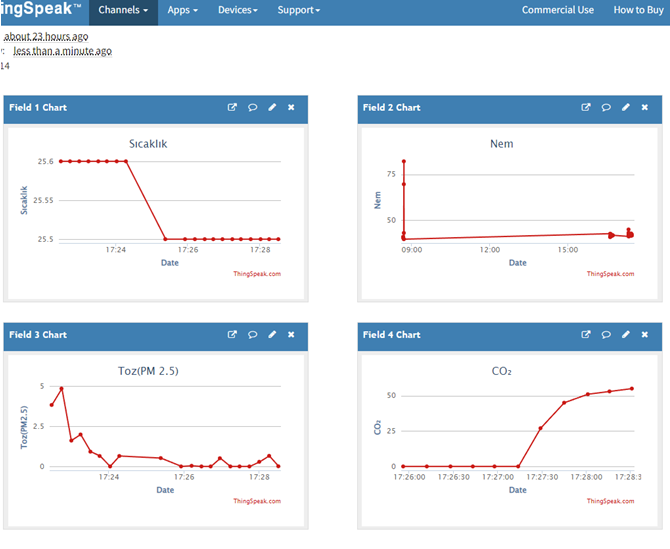 ingSpeak™ Channels Apps Devices Support Commercial Use How to Buy
about 23 hours ago
: less than a minute ago
14
Field 1 Chart
Sıcaklık
25.6
25.55
25.5
Sıcaklık
17:24 17:26 17:28
Date
ThingSpeak.com
Field 2 Chart
Nem
75
50
Nem
09:00 12:00 15:00
Date
ThingSpeak.com
Field 3 Chart
Toz(PM 2.5)
5
2.5
0
Toz(PM2.5)
17:24 17:26 17:28
Date
ThingSpeak.com
Field 4 Chart
CO₂
50
25
0
CO₂
17:26:00 17:26:30 17:27:00 17:27:30 17:28:00 17:28:3
Date
ThingSpeak.com